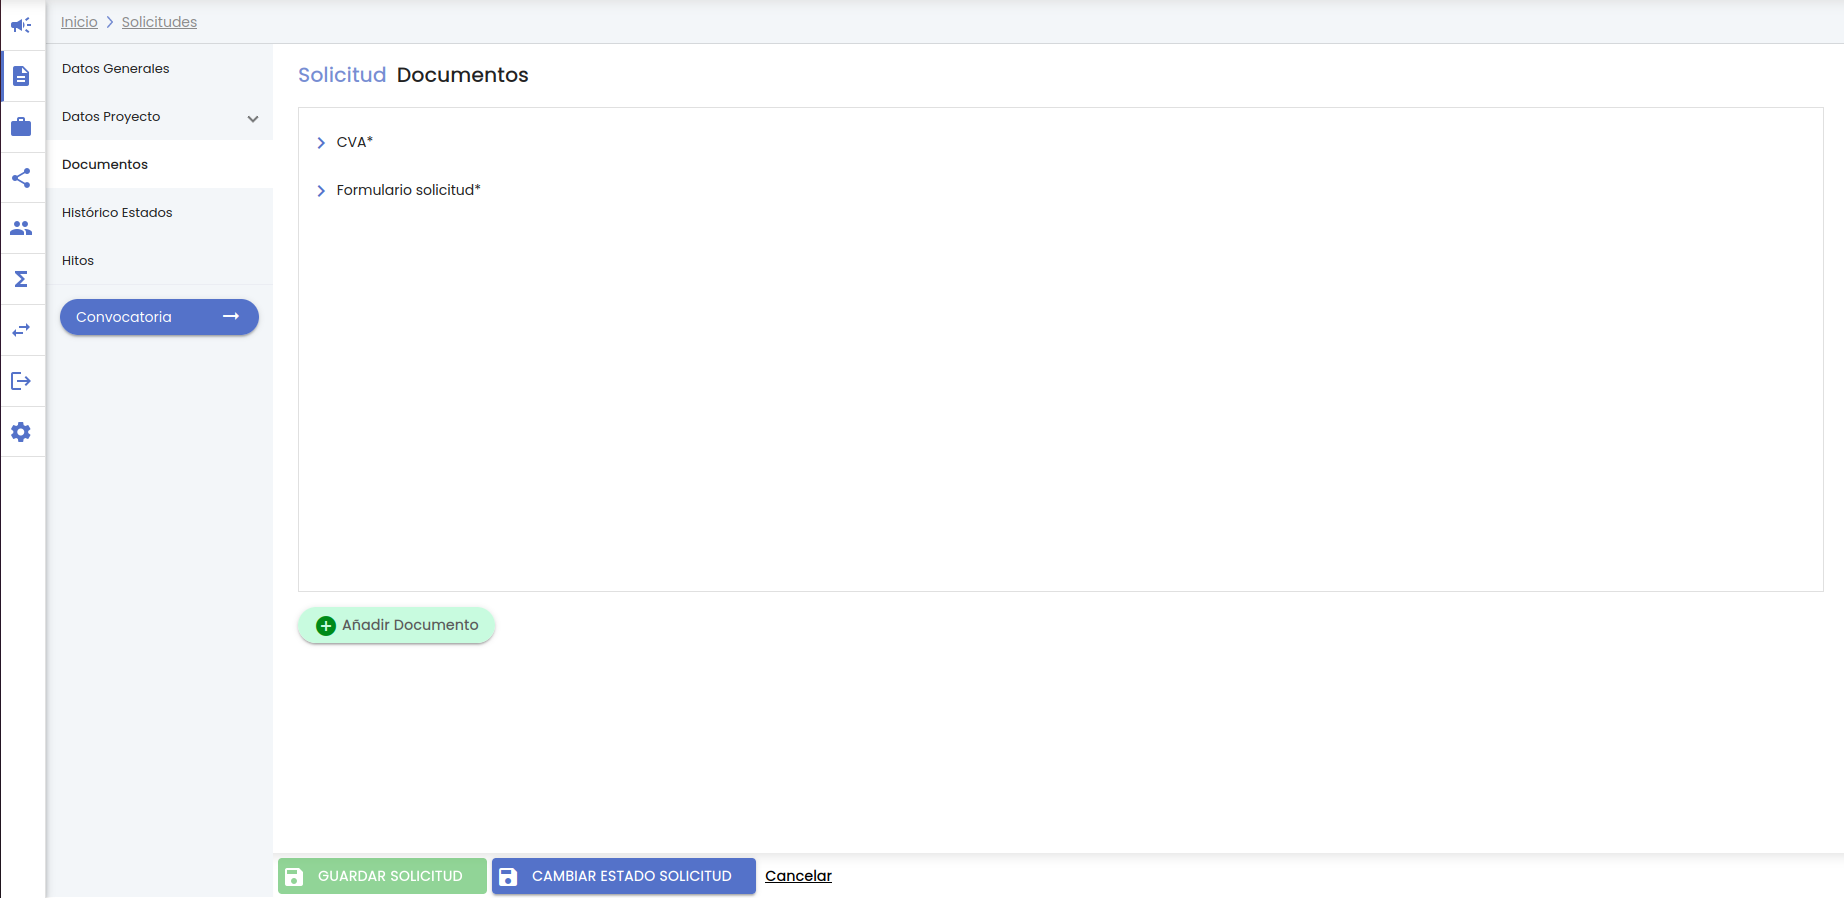 Inicio > Solicitudes
Datos Generales
Datos Proyecto
Documentos
Histórico Estados
Hitos
Convocatoria
Solicitud Documentos
CVA*
Formulario solicitud*
Añadir Documento
GUARDAR SOLICITUD
CAMBIAR ESTADO SOLICITUD
Cancelar